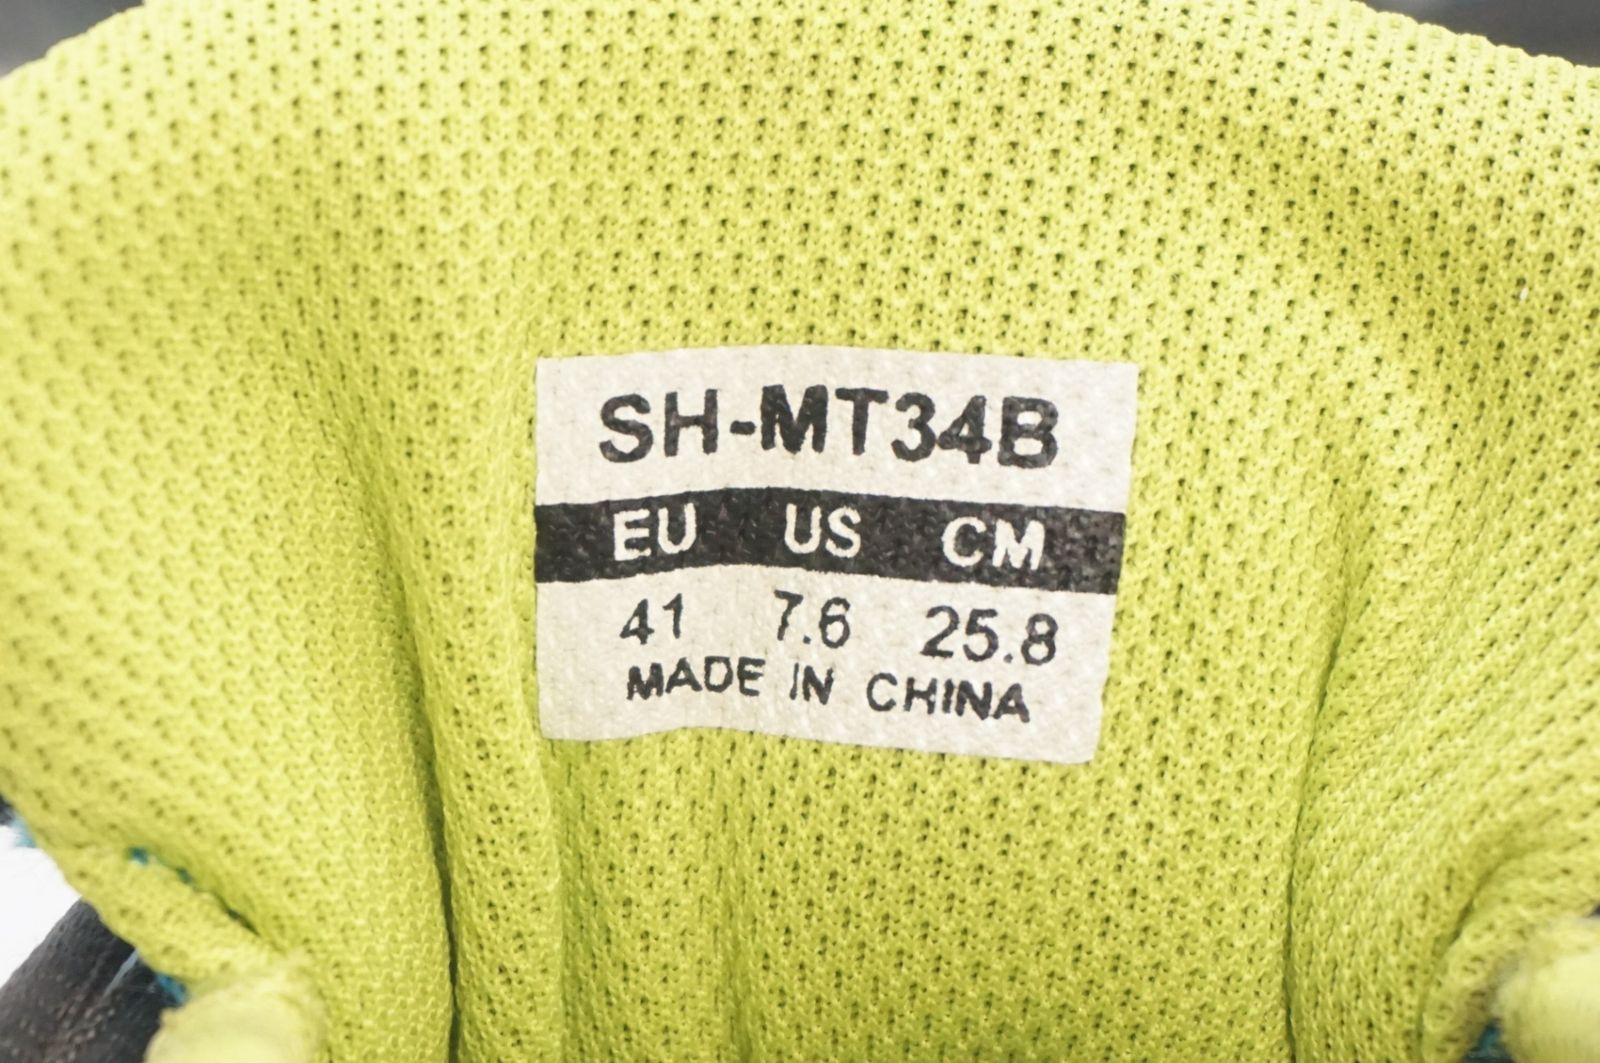 SH-MT34B
EU US CM
41 7.6 25.8
MADE IN CHINA